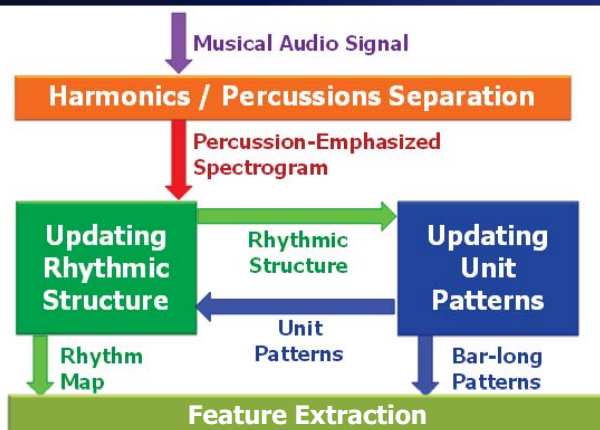 Musical Audio Signal
Harmonics / Percussions Separation
Percussion-Emphasized
Spectrogram
Updating
Rhythmic
Structure
Rhythmic
Structure
Updating
Unit
Patterns
Unit
Patterns
Rhythm
Map
Bar-long
Patterns
Feature Extraction